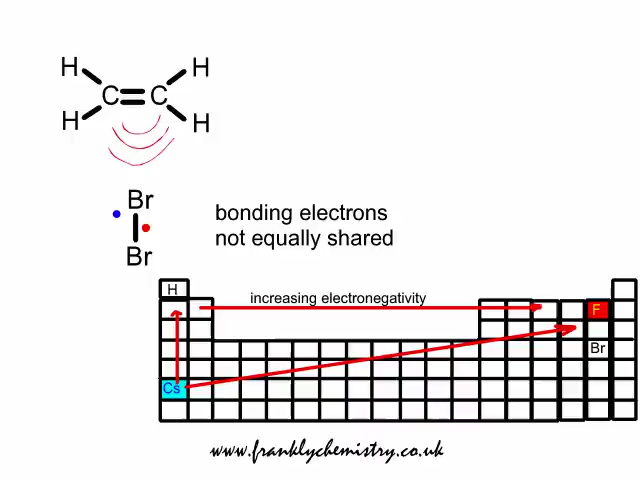 H H
C=C
H H
Br
Br
bonding electrons
not equally shared
H
increasing electronegativity
F
Br
Cs
www.franklychemistry.co.uk